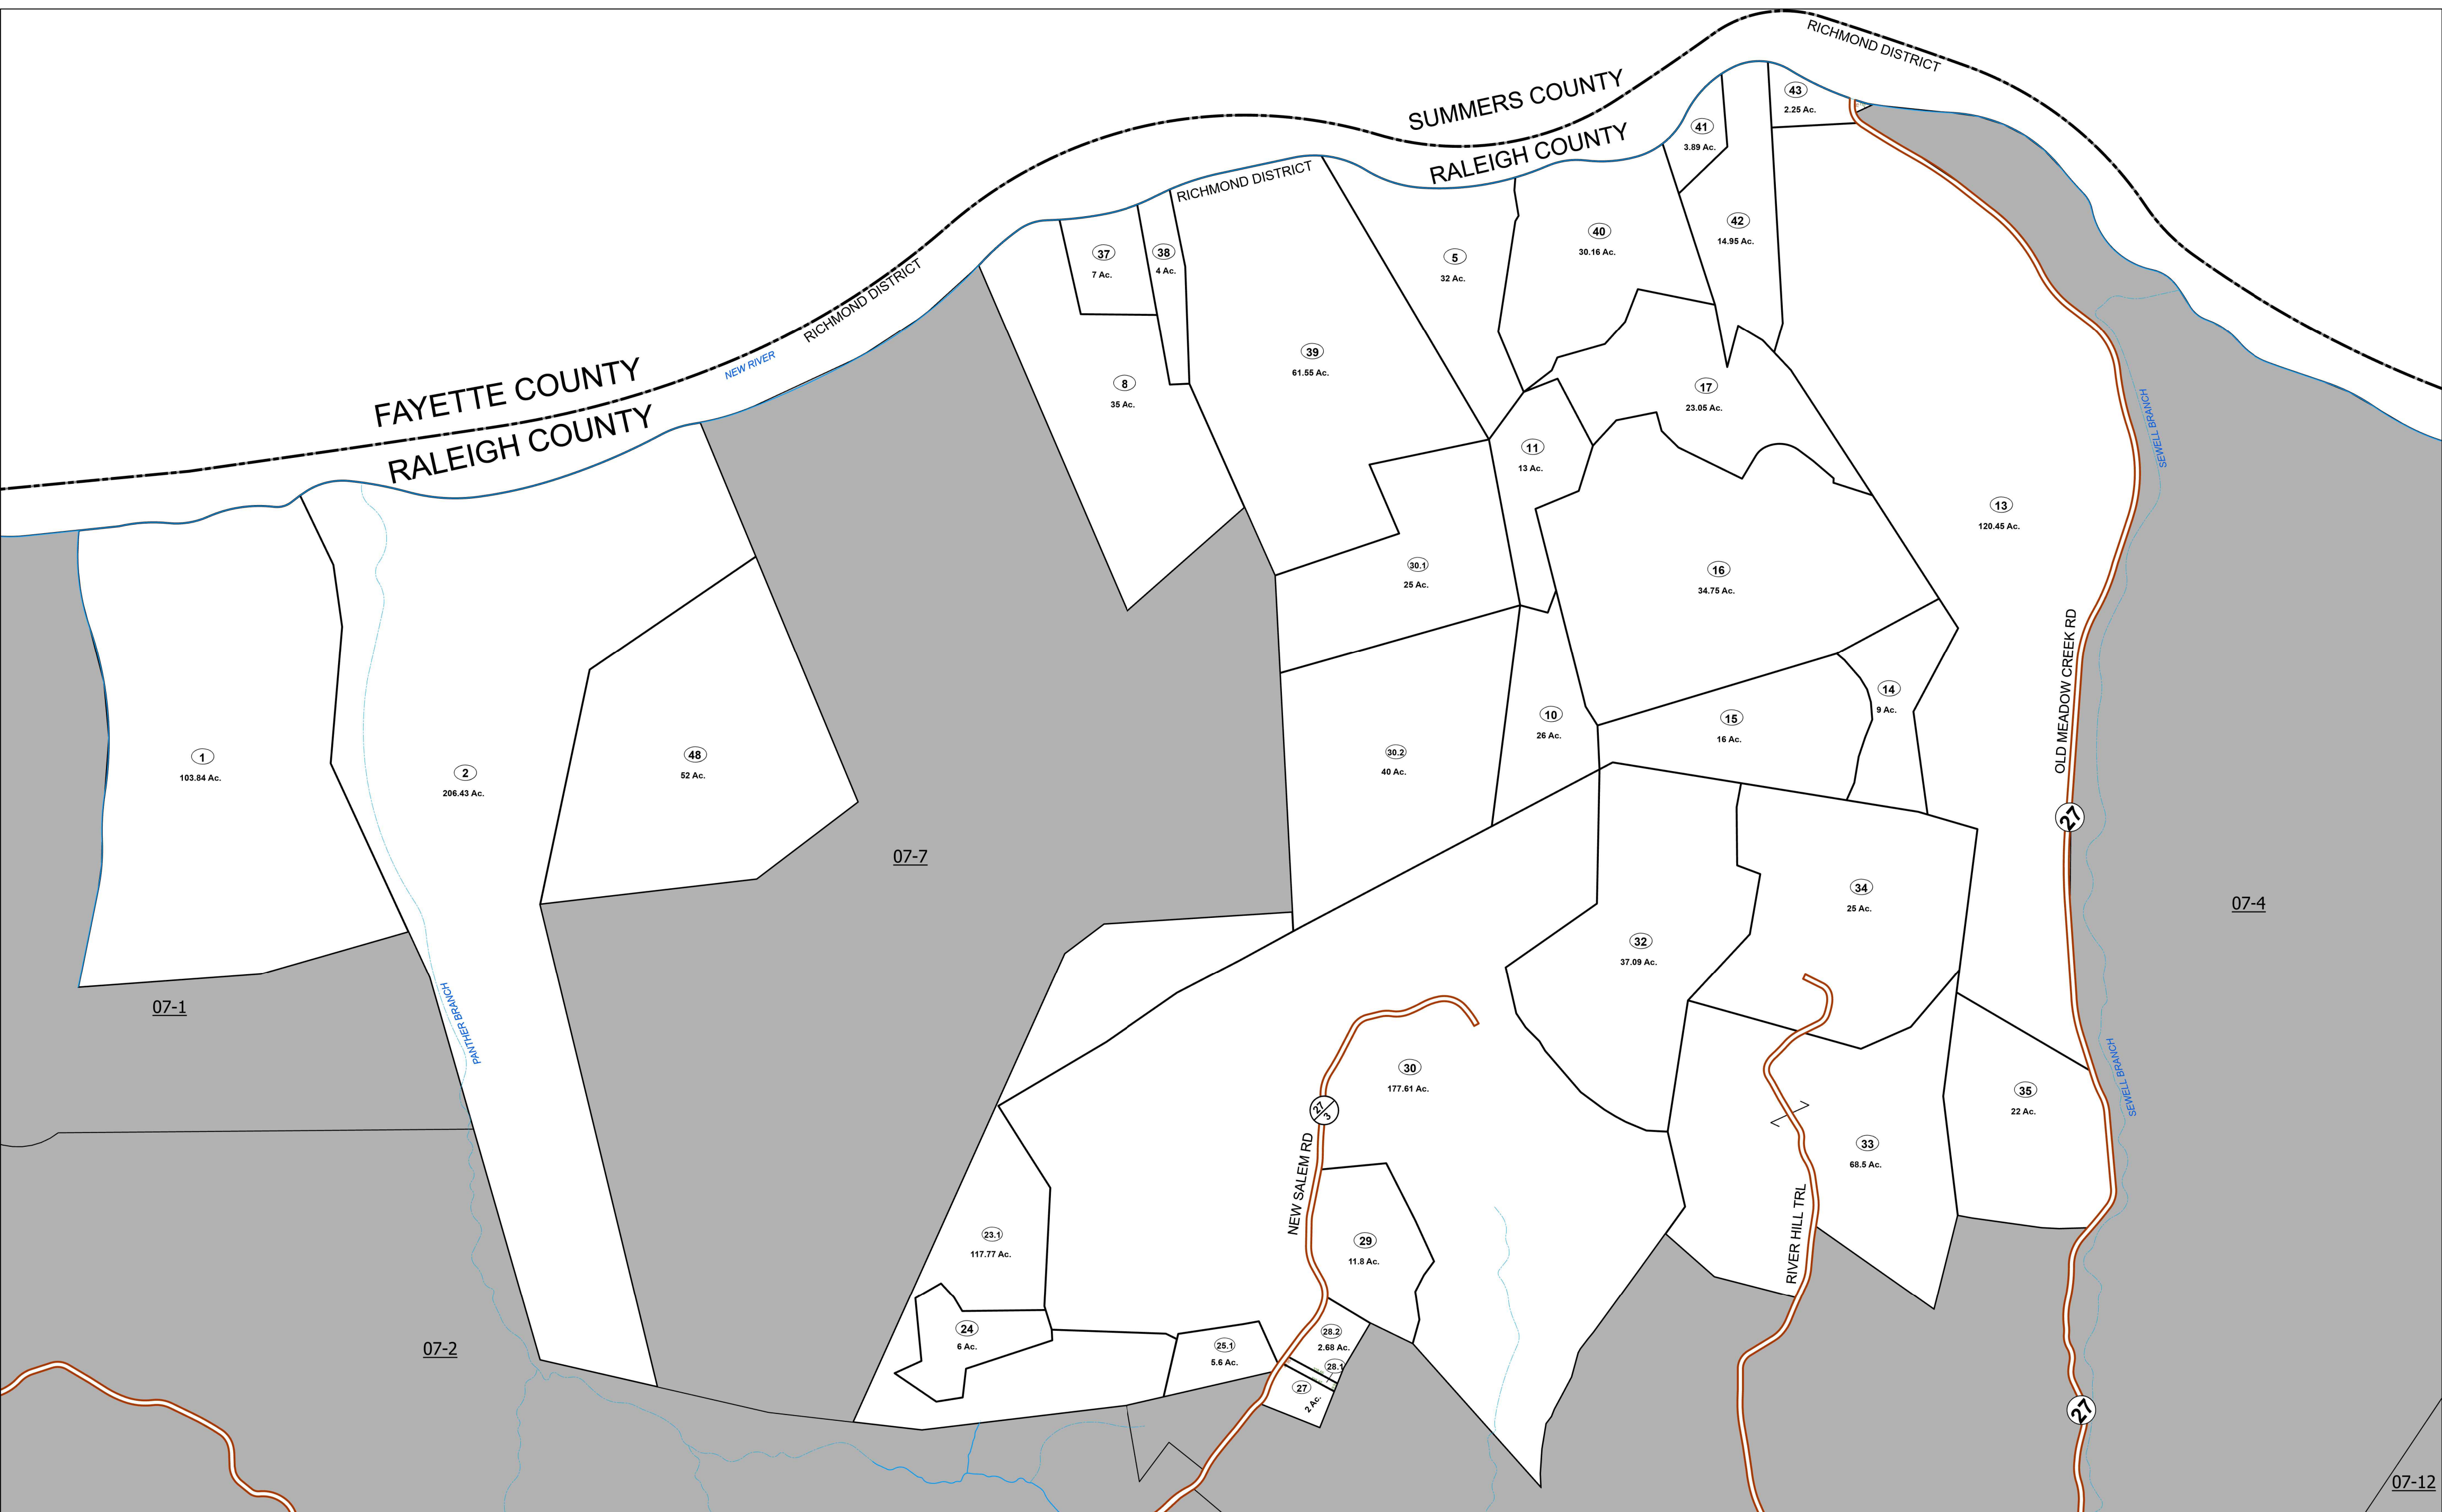 RICHMOND DISTRICT
SUMMERS COUNTY
RALEIGH COUNTY
RICHMOND DISTRICT
43
2.25 Ac.
41
3.89 Ac.
42
14.95 Ac.
40
30.16 Ac.
5
32 Ac.
37
7 Ac.
38
4 Ac.
RICHMOND DISTRICT
NEW RIVER
FAYETTE COUNTY
RALEIGH COUNTY
39
61.55 Ac.
8
35 Ac.
17
23.05 Ac.
11
13 Ac.
SEWELL BRANCH
13
120.45 Ac.
30.1
25 Ac.
16
34.75 Ac.
OLD MEADOW CREEK RD
14
9 Ac.
10
26 Ac.
15
16 Ac.
1
103.84 Ac.
2
206.43 Ac.
48
52 Ac.
30.2
40 Ac.
27
07-7
34
25 Ac.
07-4
32
37.09 Ac.
07-1
PANTHER BRANCH
30
177.61 Ac.
27
3
SEWELL BRANCH
35
22 Ac.
33
68.5 Ac.
NEW SALEM RD
RIVER HILL TRL
23.1
117.77 Ac.
29
11.8 Ac.
24
6 Ac.
25.1
5.6 Ac.
28.2
2.68 Ac.
28.1
27
2 Ac.
07-2
27
07-12